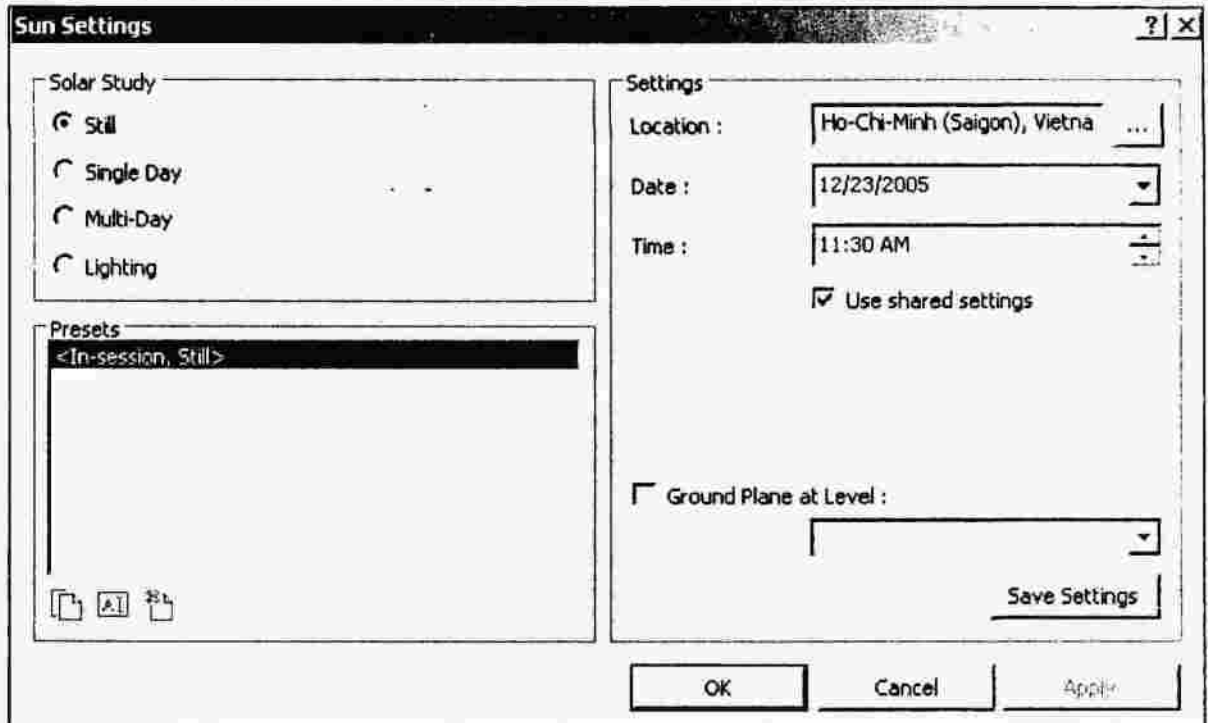 Sun Settings
Solar Study
Still
Single Day
Multi-Day
Lighting
Presets
<In-session, Still>
Settings
Location :
Ho-Chi-Minh (Saigon), Vietna
...
Date :
12/23/2005
Time :
11:30 AM
Use shared settings
Ground Plane at Level :
Save Settings
OK
Cancel
Apply